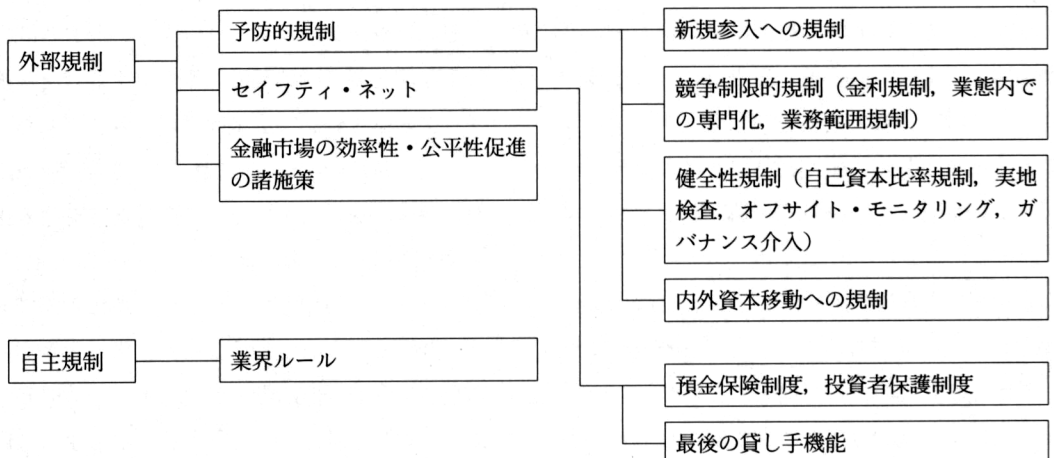 外部規制
予防的規制
セイフティ・ネット
金融市場の効率性・公平性促進
の諸施策
新規参入への規制
競争制限的規制（金利規制，業態内で
の専門化，業務範囲規制）
健全性規制（自己資本比率規制，実地
検査，オフサイト・モニタリング，ガ
バナンス介入）
内外資本移動への規制
自主規制
業界ルール
預金保険制度，投資者保護制度
最後の貸し手機能